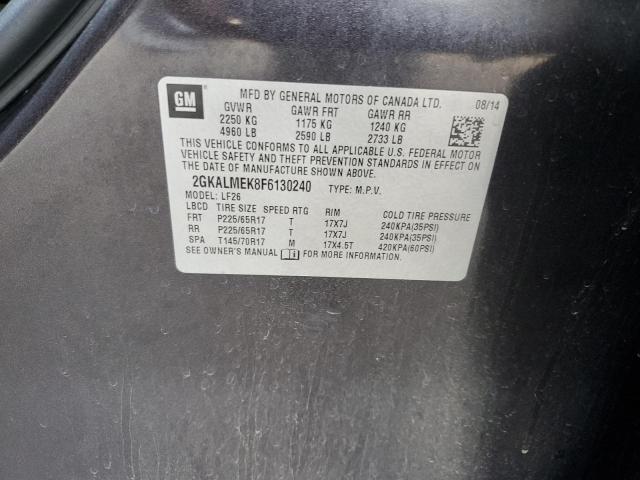 GM
MFD BY GENERAL MOTORS OF CANADA LTD. 08/14
GVWR GAWR FRT GAWR RR
2250 KG 1175 KG 1240 KG
4960 LB 2590 LB 2733 LB
THIS VEHICLE CONFORMS TO ALL APPLICABLE U.S. FEDERAL MOTOR
VEHICLE SAFETY AND THEFT PREVENTION STANDARDS IN EFFECT ON THE
DATE OF MANUFACTURE SHOWN ABOVE.
2GKALMEK8F6130240 TYPE: M.P.V.
MODEL: LF26
LBCD TIRE SIZE SPEED RTG RIM COLD TIRE PRESSURE
FRT P225/65R17 T 17X7J 240KPA(35PSI)
RR P225/65R17 T 17X7J 240KPA(35PSI)
SPA T145/70R17 M 17X4.5T 420KPA(60PSI)
SEE OWNER'S MANUAL FOR MORE INFORMATION.